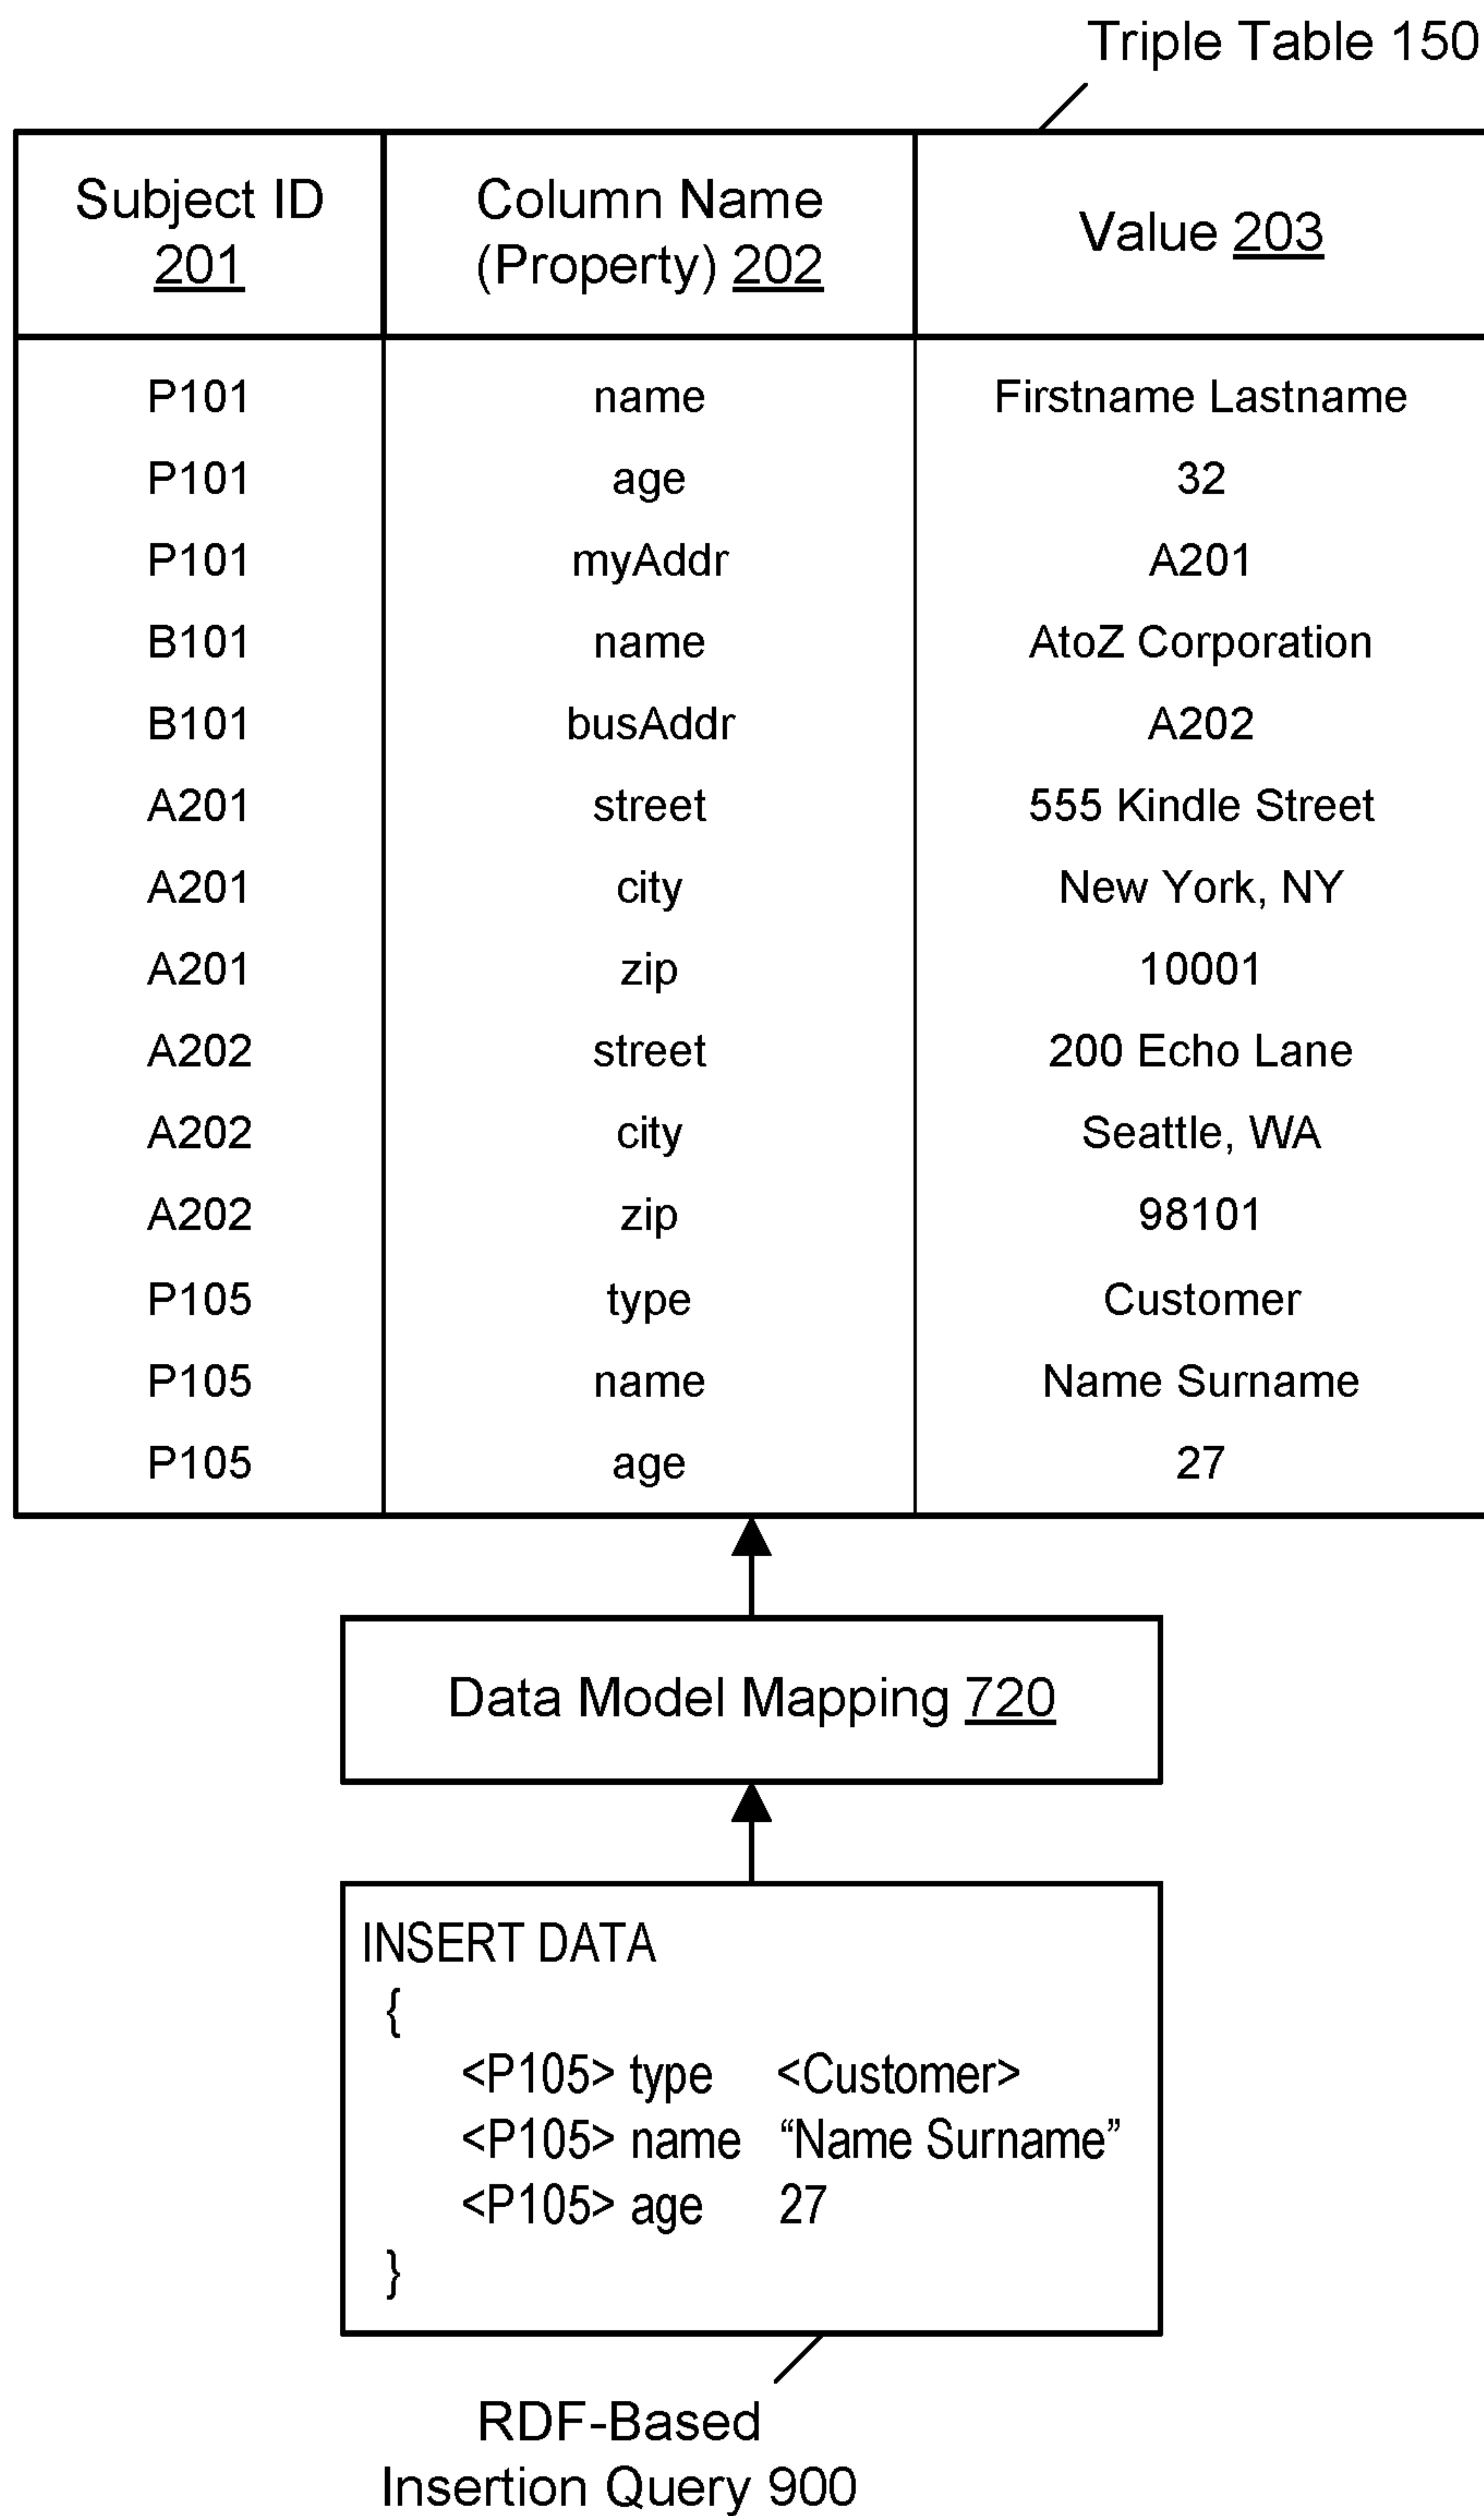 Triple Table 150
Subject ID 201 Column Name (Property) 202 Value 203
P101 name Firstname Lastname
P101 age 32
P101 myAddr A201
B101 name AtoZ Corporation
B101 busAddr A202
A201 street 555 Kindle Street
A201 city New York, NY
A201 zip 10001
A202 street 200 Echo Lane
A202 city Seattle, WA
A202 zip 98101
P105 type Customer
P105 name Name Surname
P105 age 27
Data Model Mapping 720
INSERT DATA
{
<P105> type <Customer>
<P105> name “Name Surname”
<P105> age 27
}
RDF-Based
Insertion Query 900